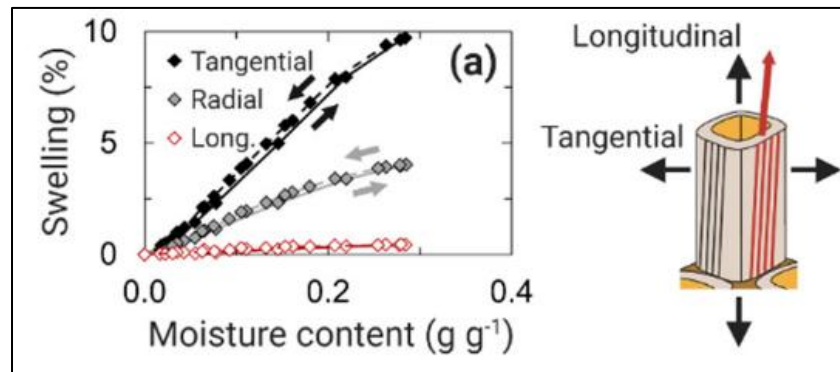 10
5
0
Swelling (%)
Tangential
Radial
Long.
(a)
0.0
0.2
0.4
Moisture content (g g⁻¹)
Longitudinal
Tangential